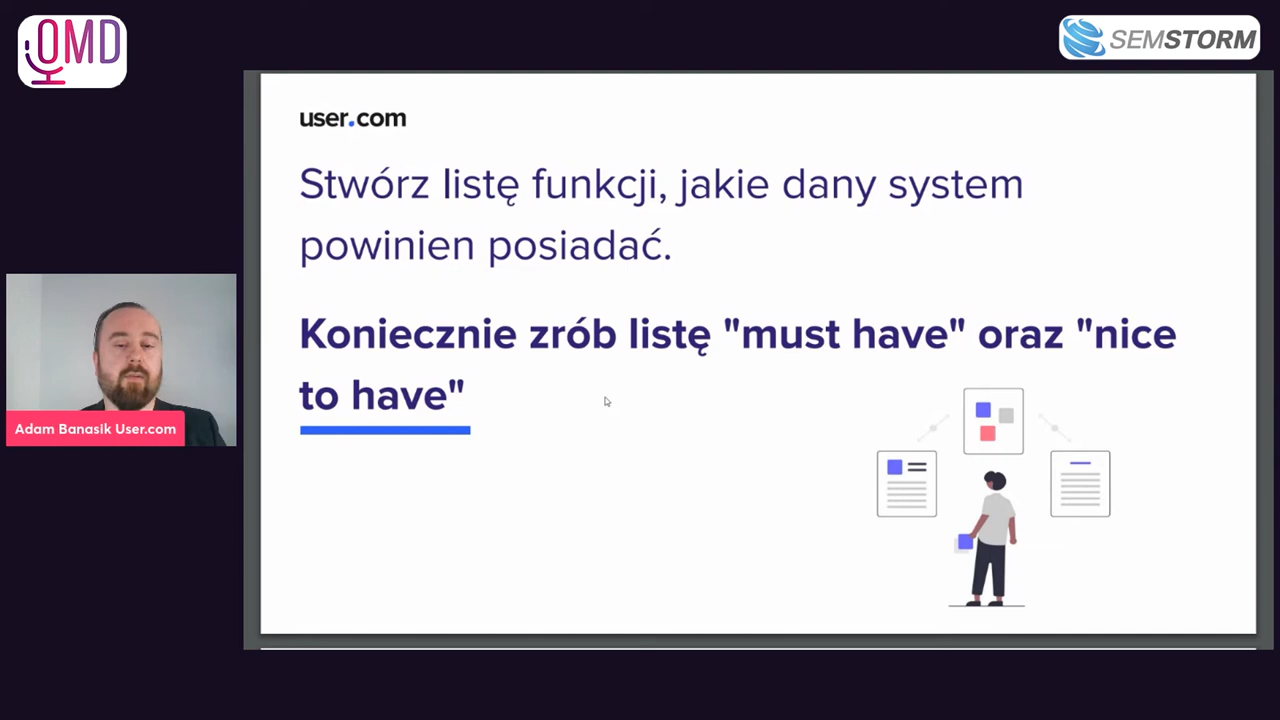 OMD
SEMSTORM
user.com
Stwórz listę funkcji, jakie dany system
powinien posiadać.
Koniecznie zrób listę "must have" oraz "nice
to have"
Adam Banasik User.com